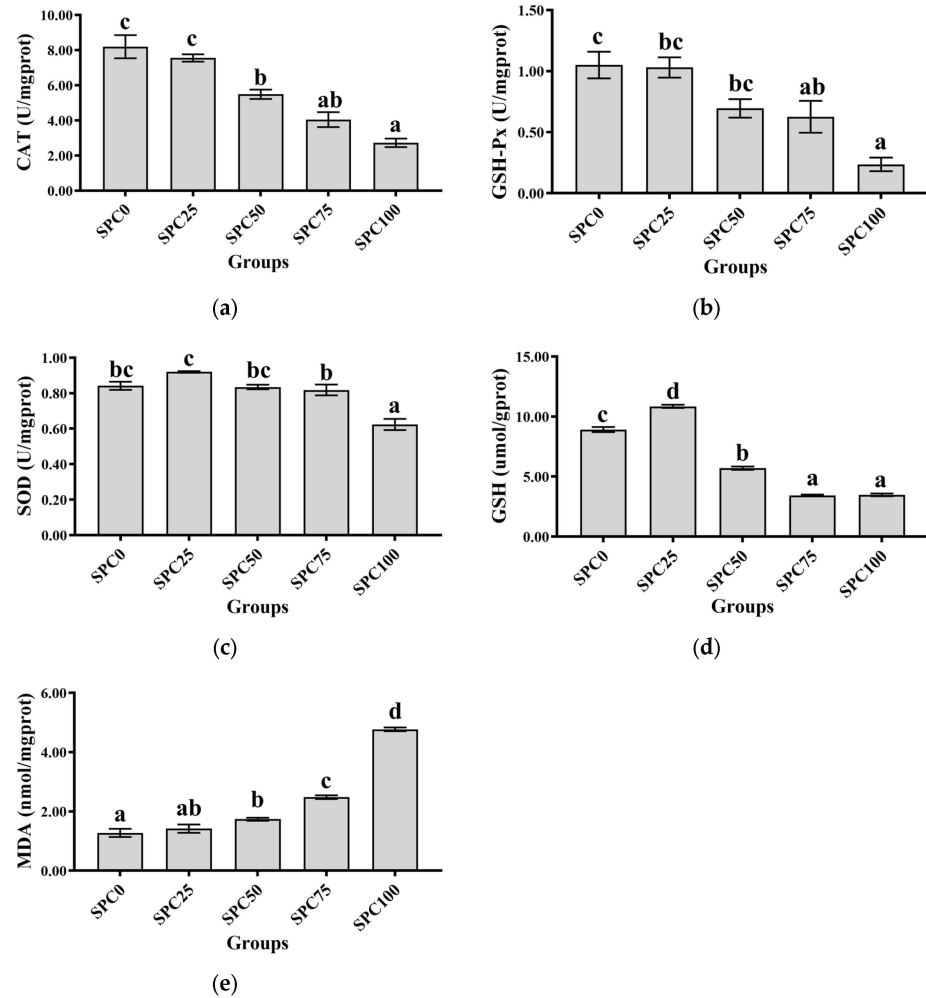 CAT (U/mgprot)
10.00
8.00
6.00
4.00
2.00
0.00
c
c
b
ab
a
SPC0
SPC25
SPC50
SPC75
SPC100
Groups
(a)
GSH-Px (U/mgprot)
1.50
1.00
0.50
0.00
c
bc
bc
ab
a
SPC0
SPC25
SPC50
SPC75
SPC100
Groups
(b)
SOD (U/mgprot)
1.00
0.80
0.60
0.40
0.20
0.00
bc
c
bc
b
a
SPC0
SPC25
SPC50
SPC75
SPC100
Groups
(c)
GSH (umol/gprot)
15.00
10.00
5.00
0.00
c
d
b
a
a
SPC0
SPC25
SPC50
SPC75
SPC100
Groups
(d)
MDA (nmol/mgprot)
6.00
4.00
2.00
0.00
a
ab
b
c
d
SPC0
SPC25
SPC50
SPC75
SPC100
Groups
(e)